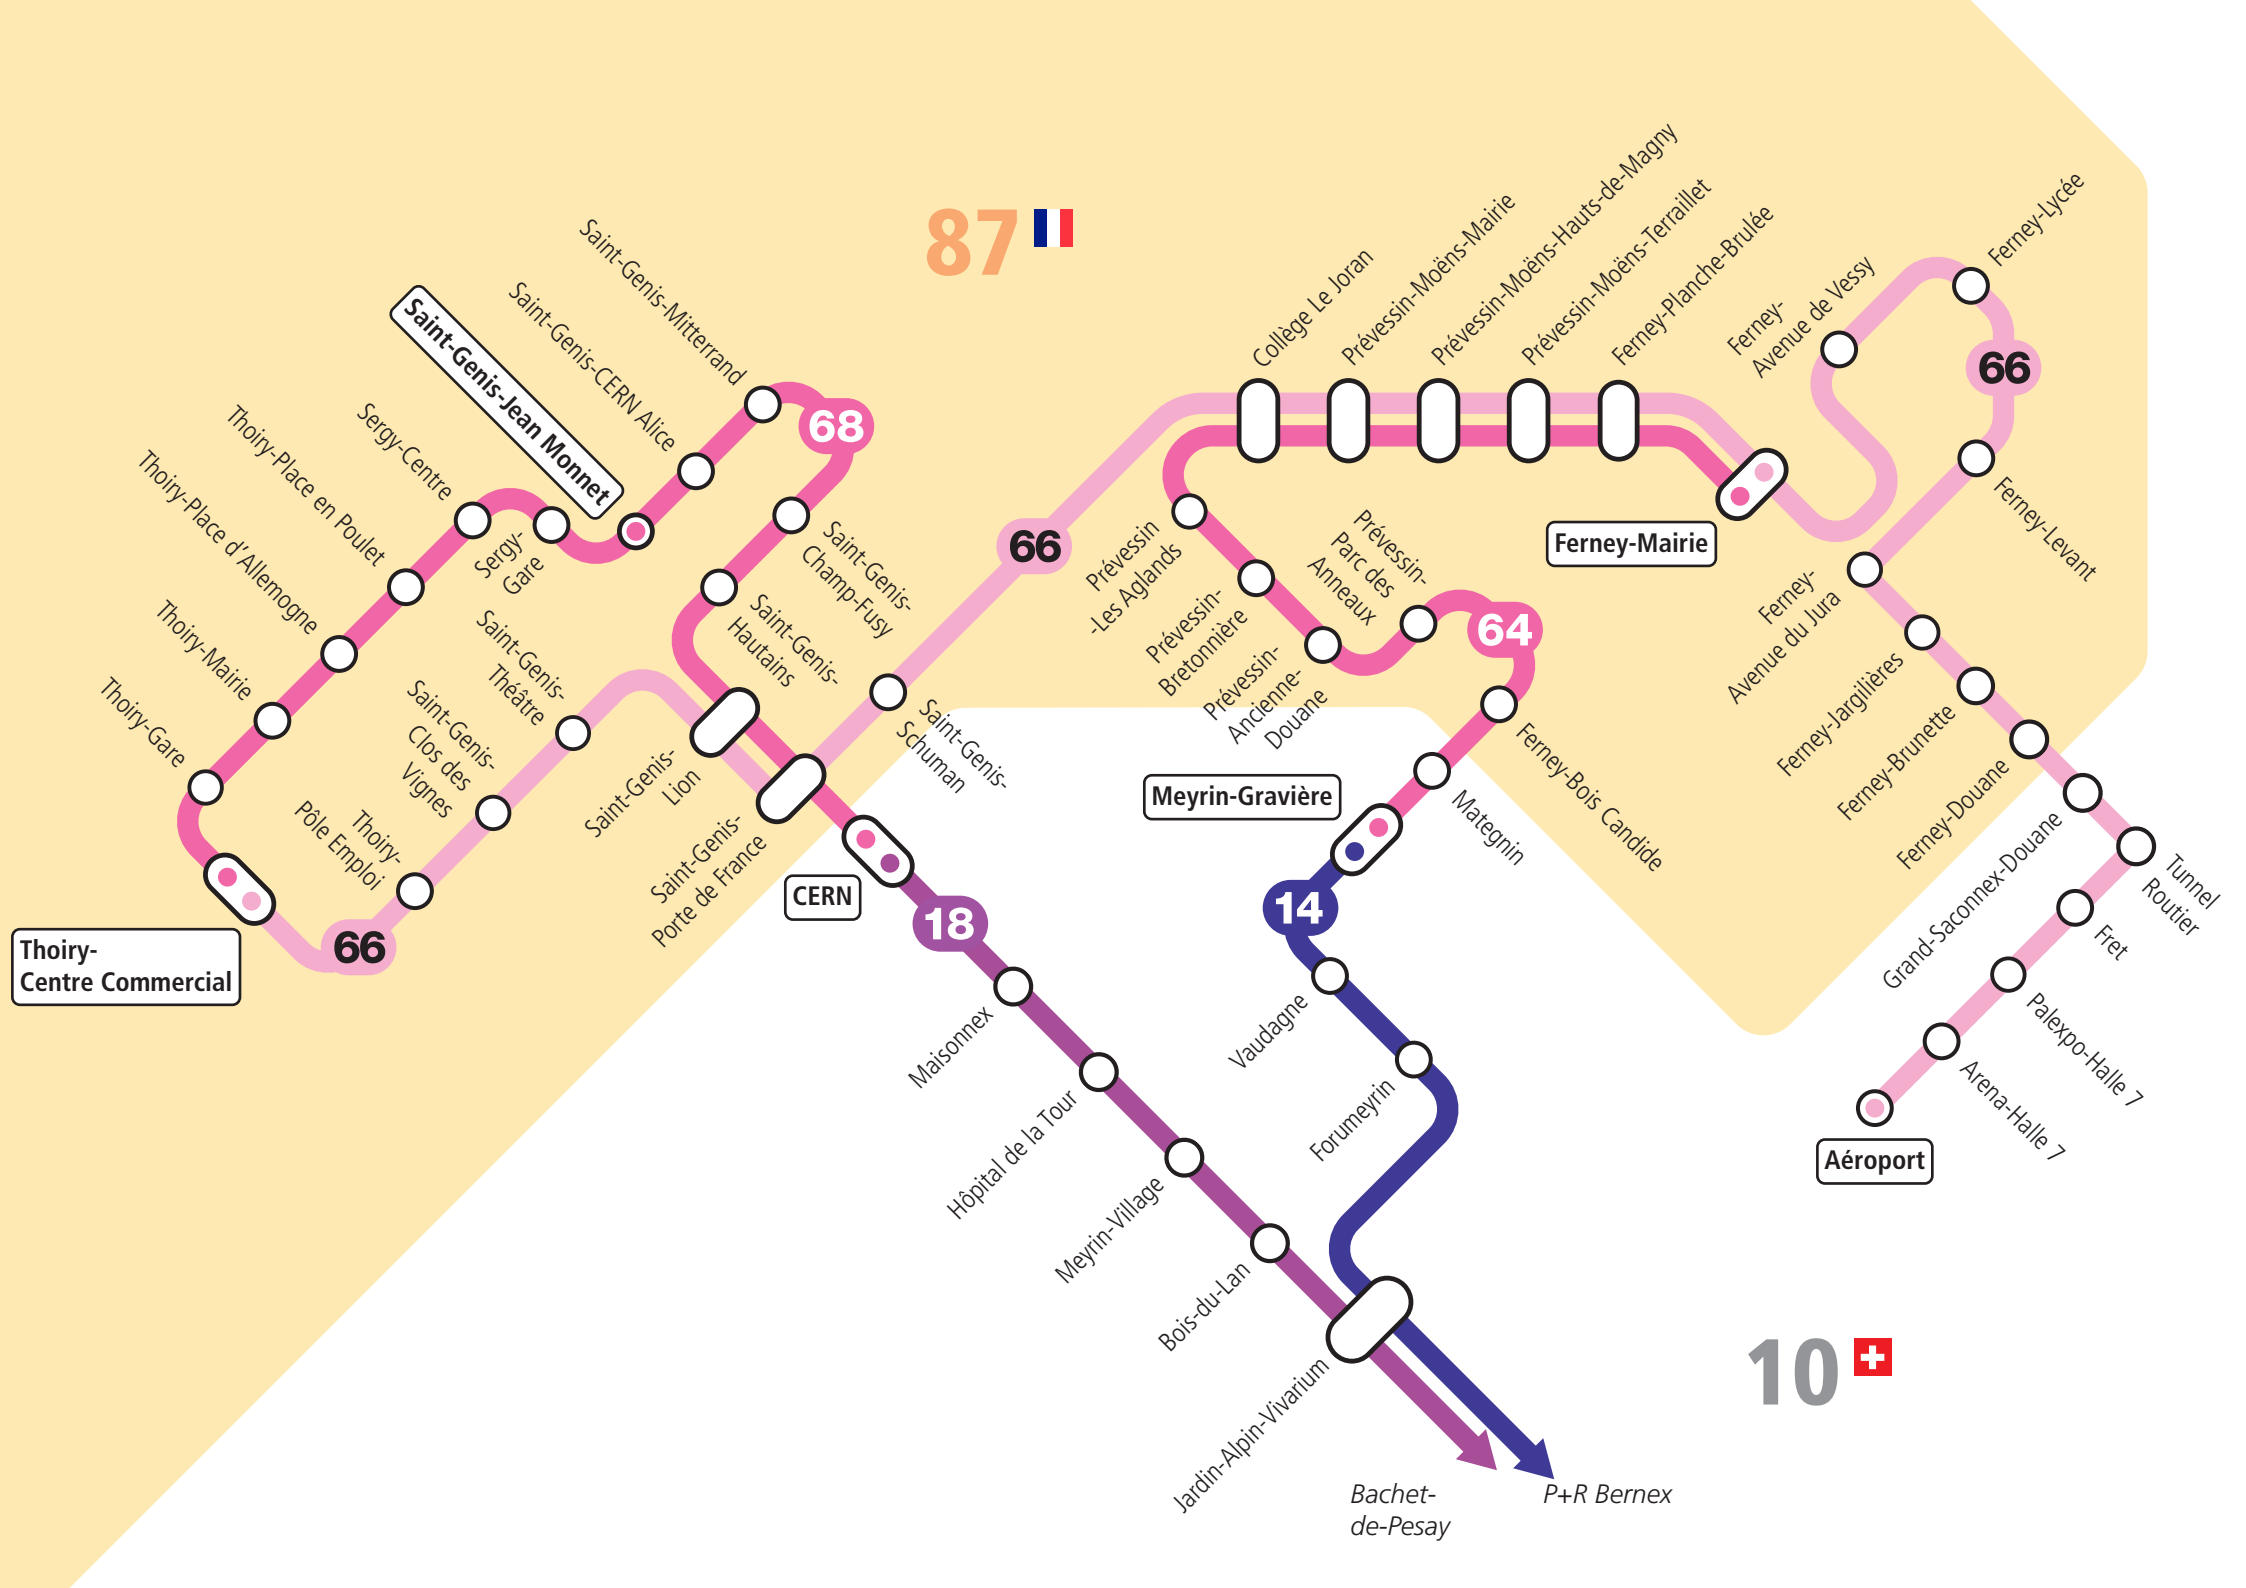 87
68
66
66
66
64
14
18
10
Saint-Genis-Mitterrand
Saint-Genis-CERN Alice
Saint-Genis-Jean Monnet
Sergy-
Gare
Sergy-Centre
Thoiry-Place en Poulet
Thoiry-Place d'Allemogne
Thoiry-Mairie
Thoiry-Gare
Thoiry-
Centre Commercial
Thoiry-
Pôle Emploi
Saint-Genis-
Clos des
Vignes
Saint-Genis-
Théâtre
Saint-Genis-
Champ-Fusy
Saint-Genis-
Hautains
Saint-Genis-
Lion
Saint-Genis-
Porte de France
Saint-Genis-
Schuman
CERN
Maisonnex
Hôpital de la Tour
Meyrin-Village
Bois-du-Lan
Jardin-Alpin-Vivarium
Bachet-
de-Pesay
P+R Bernex
Collège Le Joran
Prévessin-Moëns-Mairie
Prévessin-Moëns-Hauts-de-Magny
Prévessin-Moëns-Terraillet
Ferney-Planche-Brulée
Ferney-Mairie
Prévessin
-Les Aglands
Prévessin-
Bretonnière
Prévessin-
Ancienne-
Douane
Prévessin-
Parc des
Anneaux
Ferney-Bois Candide
Mategnin
Meyrin-Gravière
Vaudagne
Forumeyrin
Ferney-
Avenue de Vessy
Ferney-Lycée
Ferney-Levant
Ferney-
Avenue du Jura
Ferney-Jargilières
Ferney-Brunette
Ferney-Douane
Grand-Saconnex-Douane
Tunnel
Routier
Fret
Palexpo-Halle 7
Arena-Halle 7
Aéroport